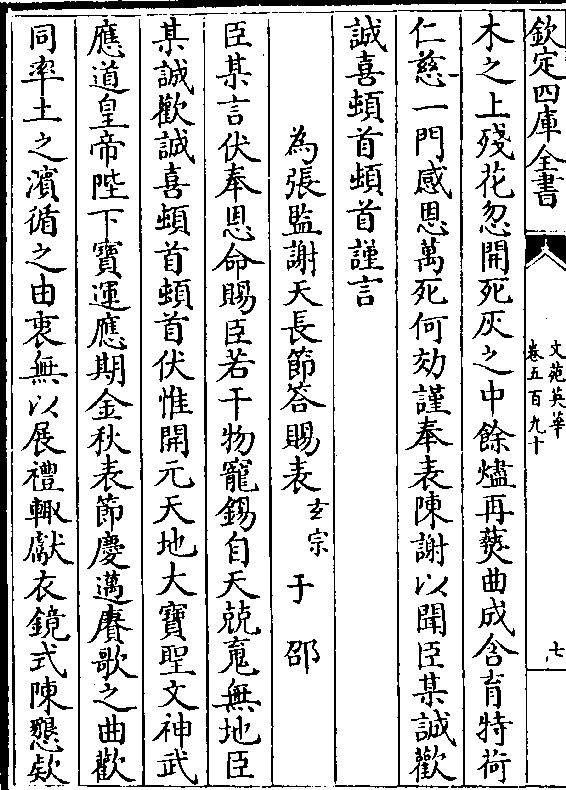 欽定四庫全書
文苑英華
卷五百九十
七
木之上殘花忽開死灰之中餘燼再爇曲成含育特荷
仁慈一門感恩萬死何効謹奉表陳謝以聞臣某誠歡
誠喜頓首頓首謹言
為張監謝天長節答賜表玄宗 于邵
臣某言伏奉恩命賜臣若干物寵錫自天兢䰟無地臣
某誠歡誠喜頓首頓首伏惟開元天地大寶聖文神武
應道皇帝陛下寶運應期金秋表節慶邁賡歌之曲歡
同率土之濱循之由衷無以展禮輙獻衣鏡式陳懇欵